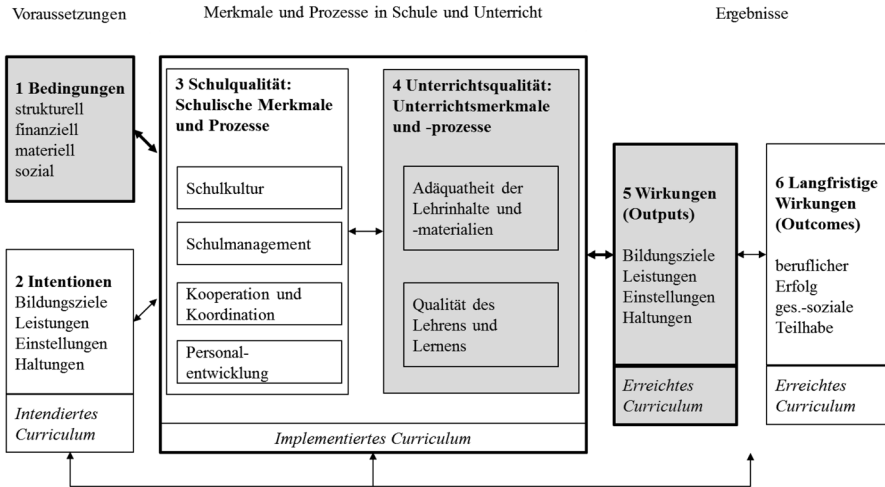 Voraussetzungen
Merkmale und Prozesse in Schule und Unterricht
Ergebnisse
1 Bedingungen
strukturell
finanziell
materiell
sozial
2 Intentionen
Bildungsziele
Leistungen
Einstellungen
Haltungen
Intendiertes
Curriculum
3 Schulqualität:
Schulische Merkmale
und Prozesse
Schulkultur
Schulmanagement
Kooperation und
Koordination
Personal-
entwicklung
4 Unterrichtsqualität:
Unterrichtsmerkmale
und -prozesse
Adäquatheit der
Lehrinhalte und
-materialien
Qualität des
Lehrens und
Lernens
Implementiertes Curriculum
5 Wirkungen
(Outputs)
Bildungsziele
Leistungen
Einstellungen
Haltungen
Erreichtes
Curriculum
6 Langfristige
Wirkungen
(Outcomes)
beruflicher
Erfolg
ges.-soziale
Teilhabe
Erreichtes
Curriculum